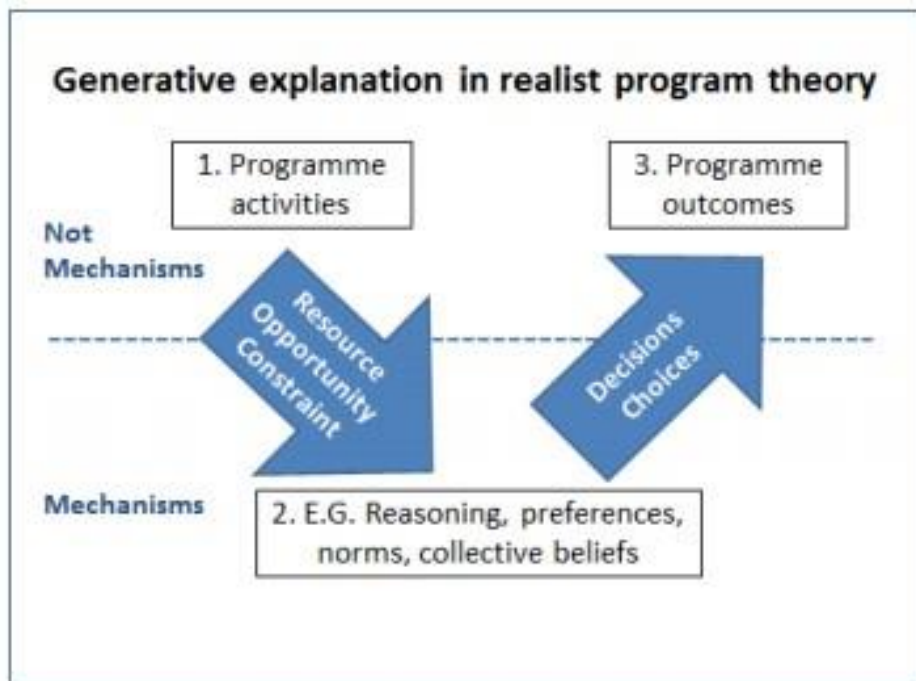 Generative explanation in realist program theory
1. Programme
activities
3. Programme
outcomes
Not
Mechanisms
Resource
Opportunity
Constraint
Decisions
Choices
Mechanisms
2. E.G. Reasoning, preferences,
norms, collective beliefs